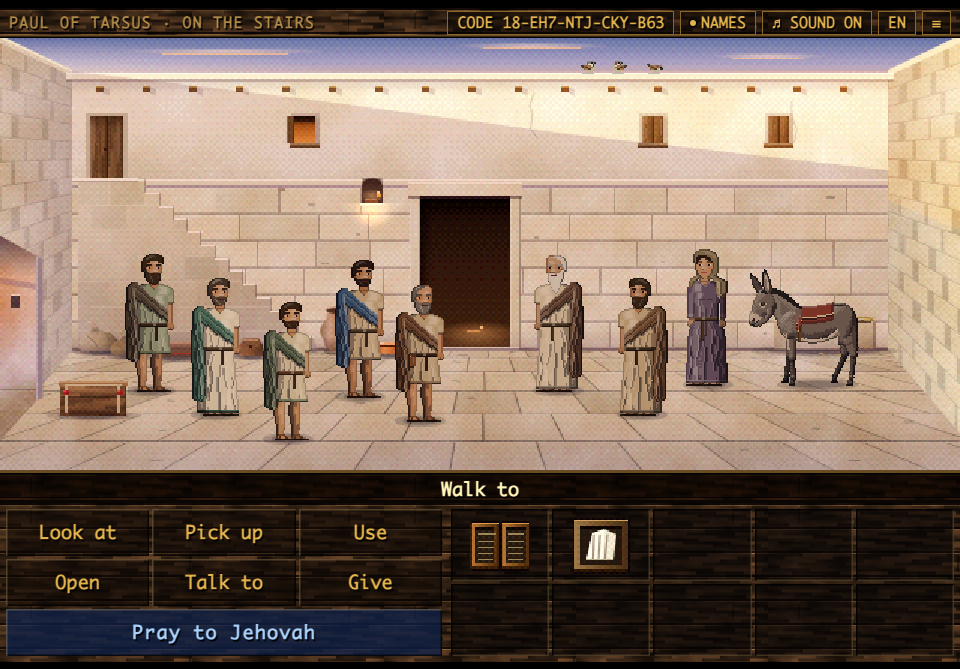 PAUL OF TARSUS · ON THE STAIRS
CODE 18-EH7-NTJ-CKY-B63
• NAMES
♬ SOUND ON
EN
≡
Walk to
Look at
Pick up
Use
Open
Talk to
Give
Pray to Jehovah